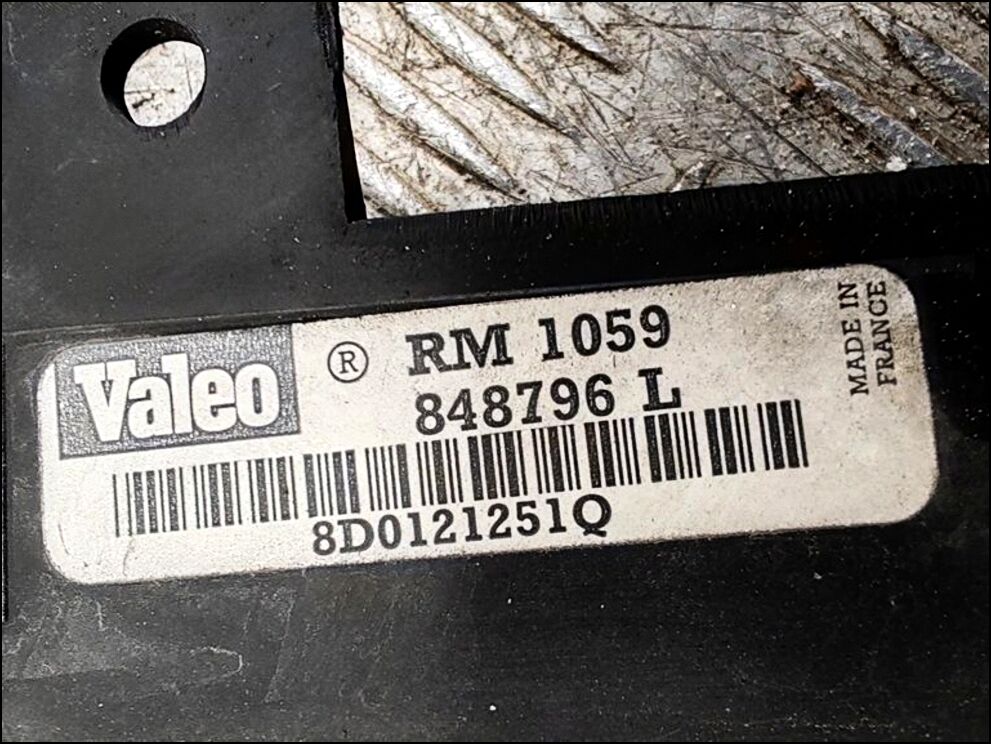 Valeo ® RM 1059
848796 L
8D0121251Q
MADE IN
FRANCE